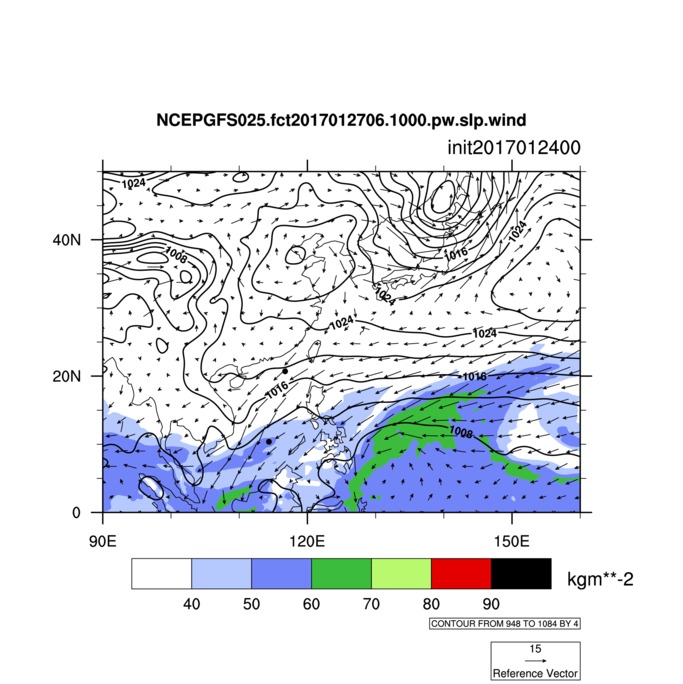 NCEPGFS025.fct2017012706.1000.pw.slp.wind
init2017012400
1024
1024
40N
1008
1016
1024
1024
1024
20N
1016
1016
1008
0
90E 120E 150E
kgm**-2
40 50 60 70 80 90
CONTOUR FROM 948 TO 1084 BY 4
15
Reference Vector